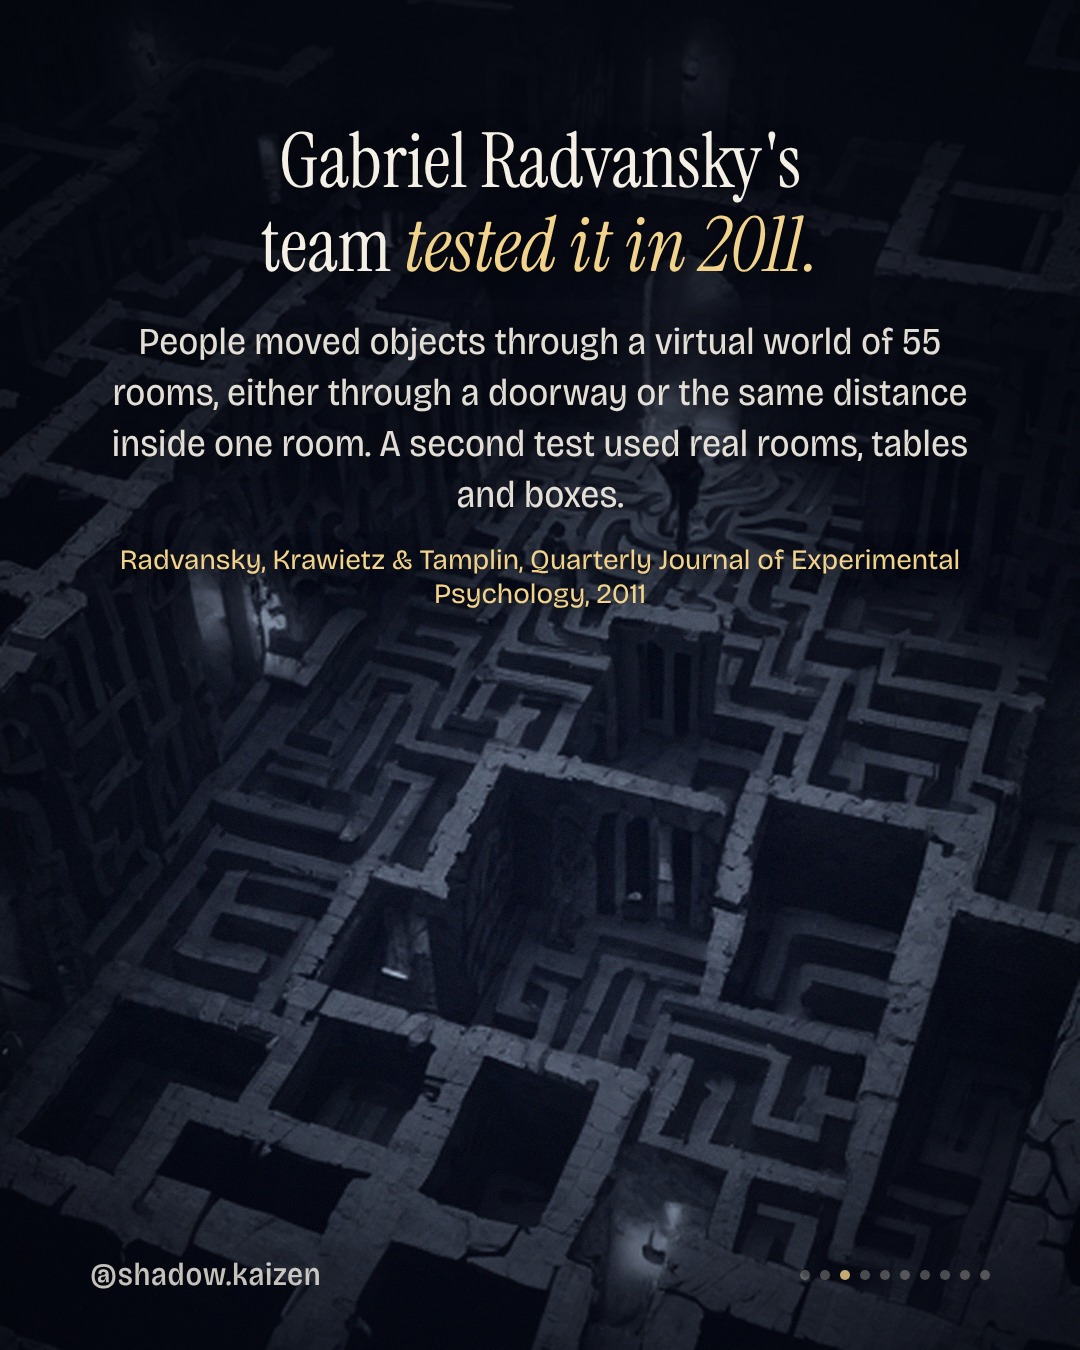 Gabriel Radvansky's
team tested it in 2011.
People moved objects through a virtual world of 55
rooms, either through a doorway or the same distance
inside one room. A second test used real rooms, tables
and boxes.
Radvansky, Krawietz & Tamplin, Quarterly Journal of Experimental
Psychology, 2011
@shadow.kaizen